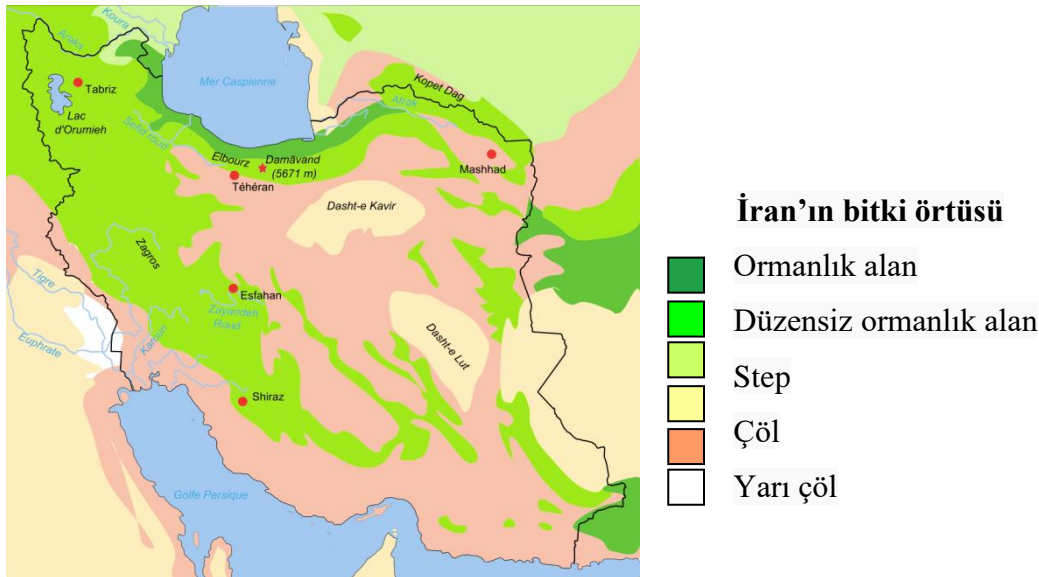 Koura
Araks
Mer Caspienne
Tabriz
Kopet Dag
Atrak
Lac
d'Orumieh
Sefid roud
Elbourz
Damāvand
(5671 m)
Mashhad
Téhéran
Dasht-e Kavir
Zagros
Tigre
Esfahan
Zayandeh
Roud
Euphrate
Karoun
Dasht-e Lut
Shiraz
Golfe Persique
İran’ın bitki örtüsü
Ormanlık alan
Düzensiz ormanlık alan
Step
Çöl
Yarı çöl